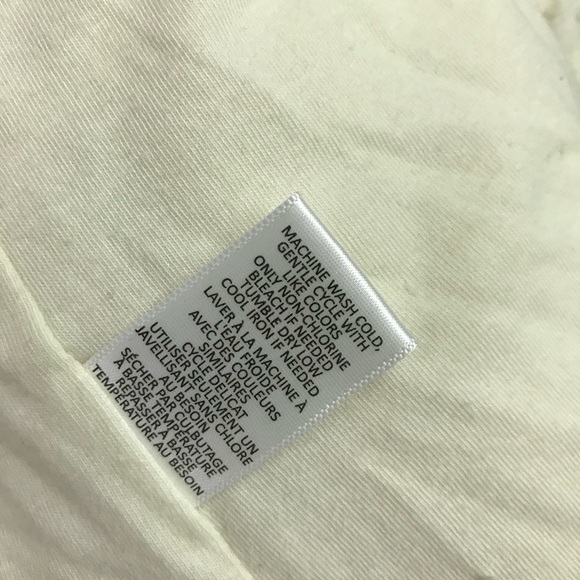 MACHINE WASH COLD,
GENTLE CYCLE WITH
LIKE COLORS
ONLY NON-CHLORINE
BLEACH IF NEEDED
TUMBLE DRY LOW
COOL IRON IF NEEDED
LAVER À LA MACHINE À
L'EAU FROIDE
AVEC DES COULEURS
SIMILAIRES
CYCLE DÉLICAT
UTILISER SEULEMENT UN
JAVELLISANT SANS CHLORE
AU BESOIN
SÉCHER PAR CULBUTAGE
À BASSE TEMPÉRATURE
REPASSER À BASSE
TEMPÉRATURE AU BESOIN